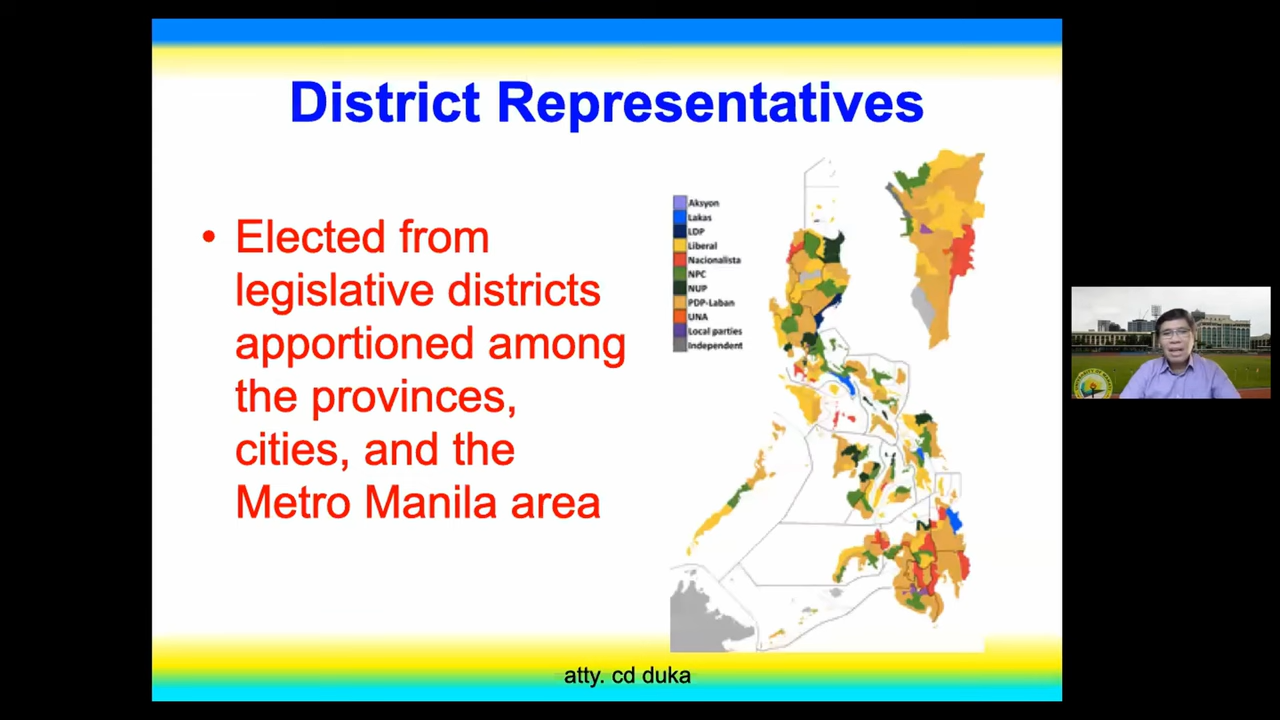 District Representatives
• Elected from
legislative districts
apportioned among
the provinces,
cities, and the
Metro Manila area
Aksyon
Lakas
LDP
Liberal
Nacionalista
NPC
NUP
PDP-Laban
UNA
Local parties
Independent
atty. cd duka